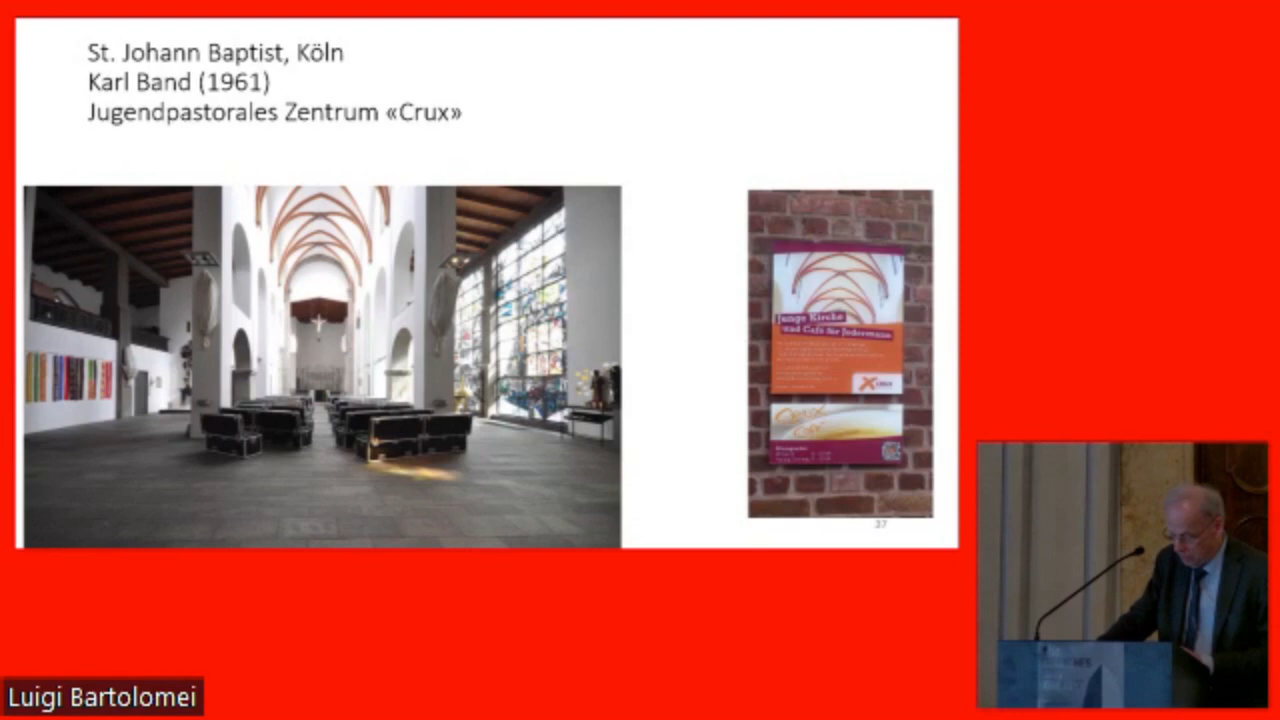 St. Johann Baptist, Köln
Karl Band (1961)
Jugendpastorales Zentrum «Crux»
Junge Kirche
und Café für Jedermann
37
Luigi Bartolomei